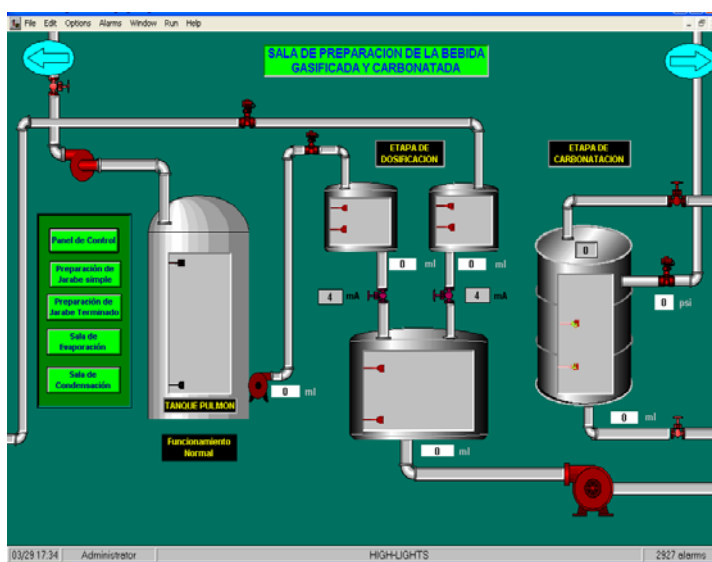 File Edit Options Alarms Window Run Help
SALA DE PREPARACION DE LA BEBIDA
GASIFICADA Y CARBONATADA
ETAPA DE
DOSIFICACION
ETAPA DE
CARBONATACION
Panel de Control
Preparación de
Jarabe simple
Preparación de
Jarabe Terminado
Sala de
Evaporación
Sala de
Condensación
TANQUE PULMON
Funcionamiento
Normal
0 ml
0 ml
0 ml
4 mA
4 mA
0 ml
0
0 psi
0 ml
03/29 17:34 Administrator HIGH-LIGHTS 2927 alarms